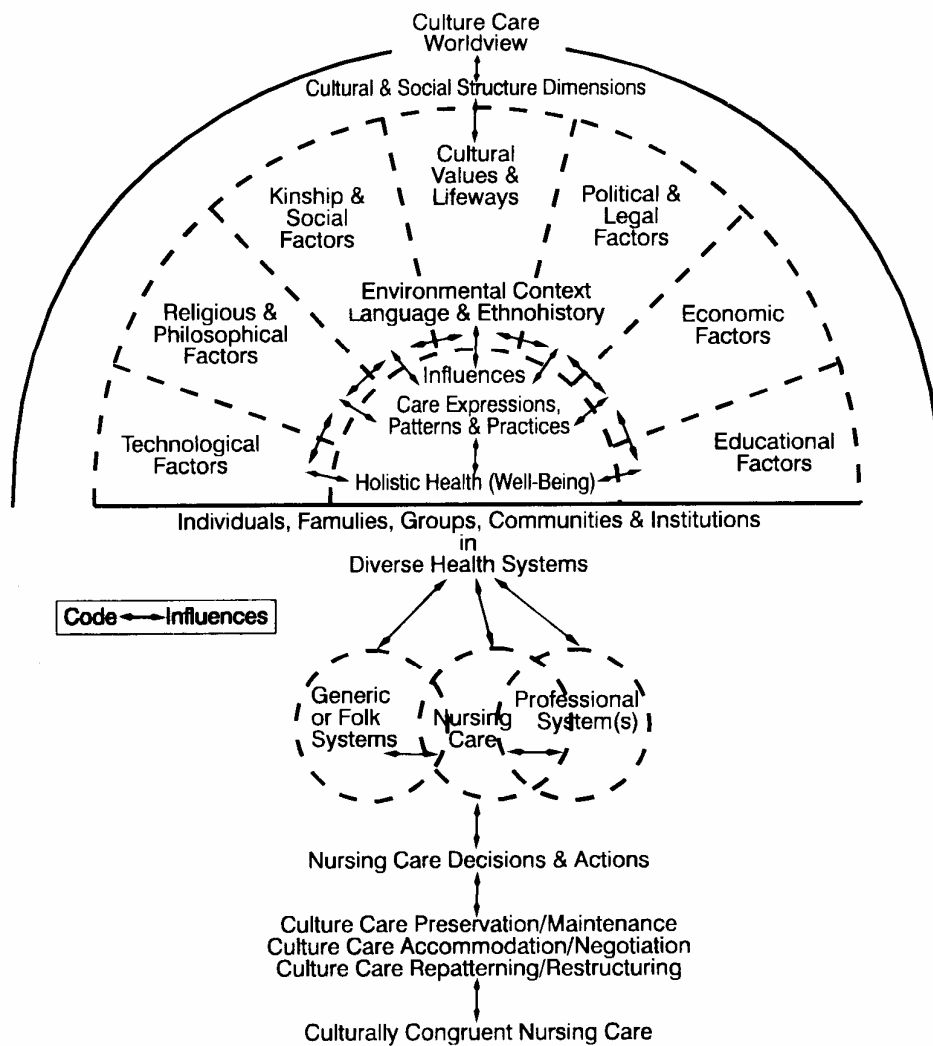 Culture Care
Worldview
Cultural & Social Structure Dimensions
Cultural
Values &
Lifeways
Kinship &
Social
Factors
Political &
Legal
Factors
Religious &
Philosophical
Factors
Economic
Factors
Technological
Factors
Educational
Factors
Environmental Context
Language & Ethnohistory
Influences
Care Expressions,
Patterns & Practices
Holistic Health (Well-Being)
Individuals, Famulies, Groups, Communities & Institutions
in
Diverse Health Systems
Code Influences
Generic
or Folk
Systems
Nursing
Care
Professional
System(s)
Nursing Care Decisions & Actions
Culture Care Preservation/Maintenance
Culture Care Accommodation/Negotiation
Culture Care Repatterning/Restructuring
Culturally Congruent Nursing Care